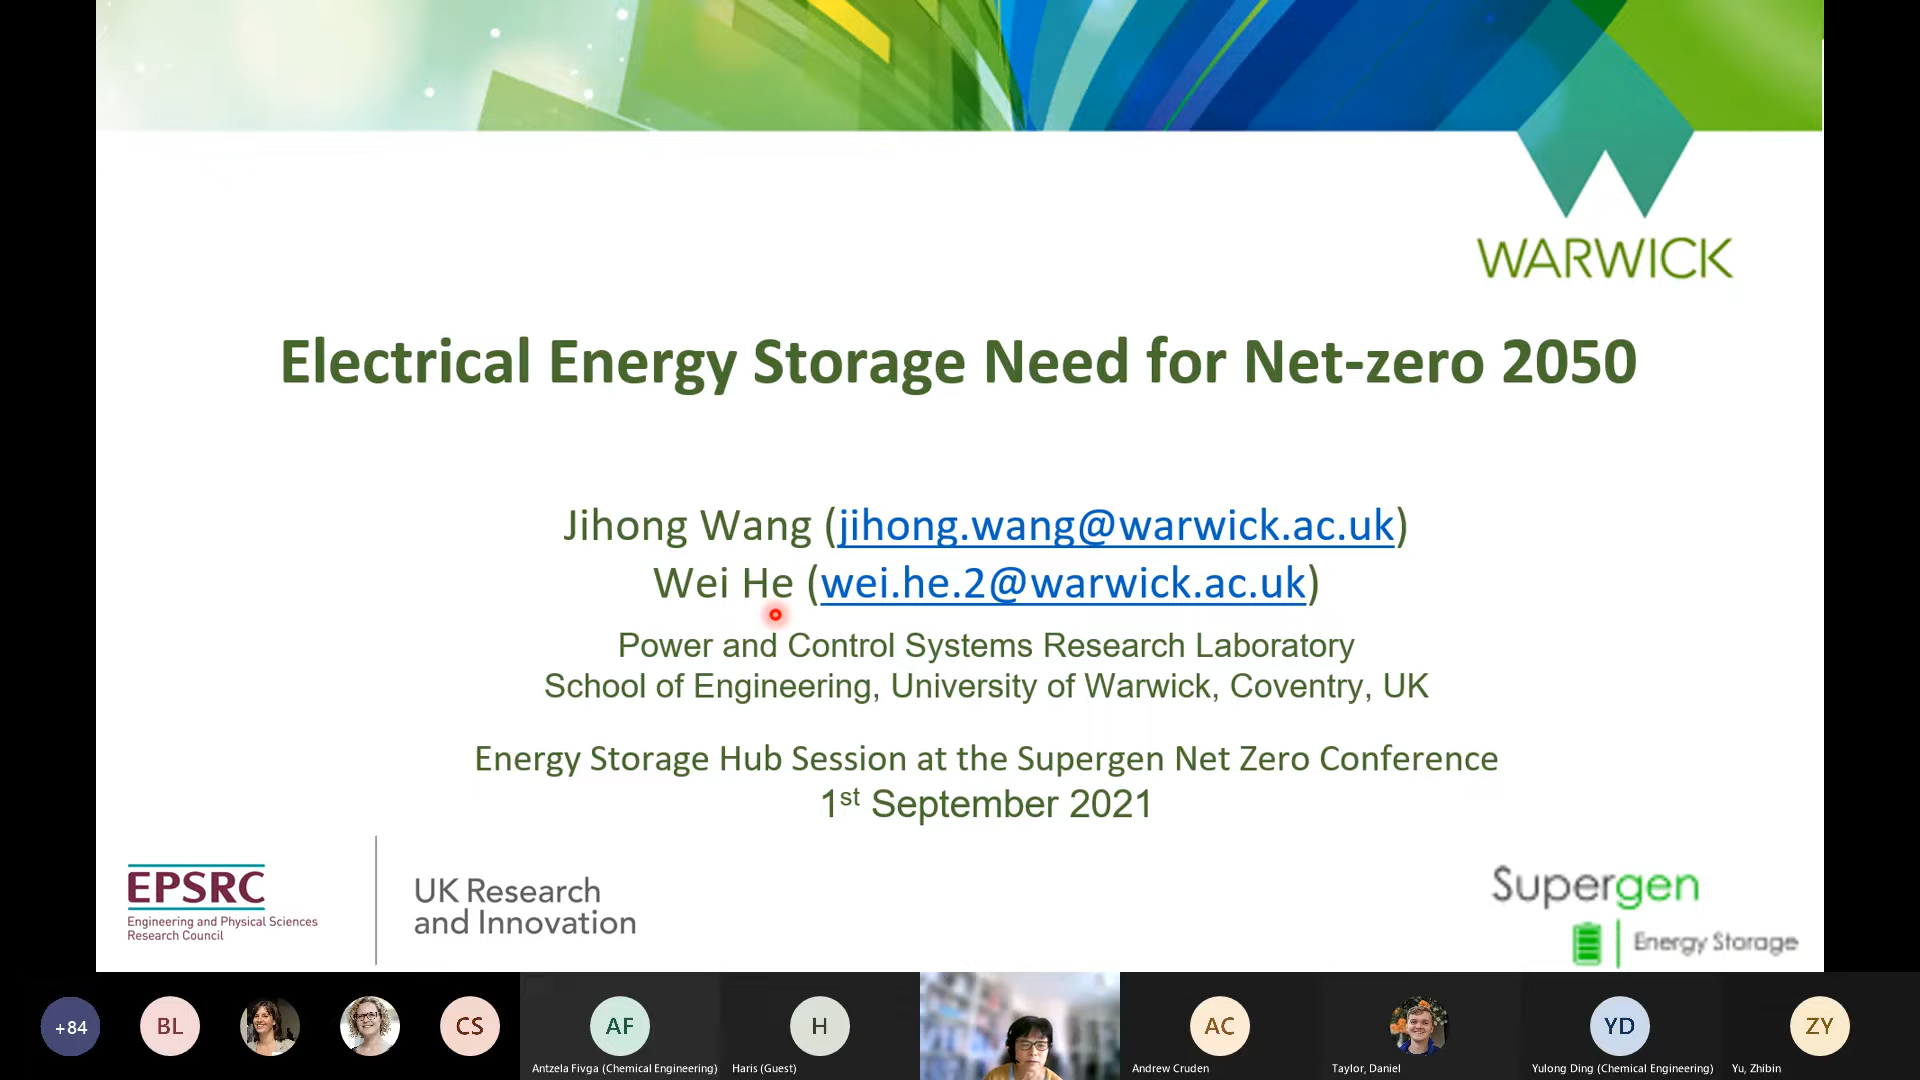 WARWICK
Electrical Energy Storage Need for Net-zero 2050
Jihong Wang (jihong.wang@warwick.ac.uk)
Wei He (wei.he.2@warwick.ac.uk)
Power and Control Systems Research Laboratory
School of Engineering, University of Warwick, Coventry, UK
Energy Storage Hub Session at the Supergen Net Zero Conference
1st September 2021
EPSRC
Engineering and Physical Sciences
Research Council
UK Research
and Innovation
Supergen
Energy Storage
+84
BL
CS
AF
Antzela Fivga (Chemical Engineering)
H
Haris (Guest)
AC
Andrew Cruden
Taylor, Daniel
YD
Yulong Ding (Chemical Engineering)
ZY
Yu, Zhibin